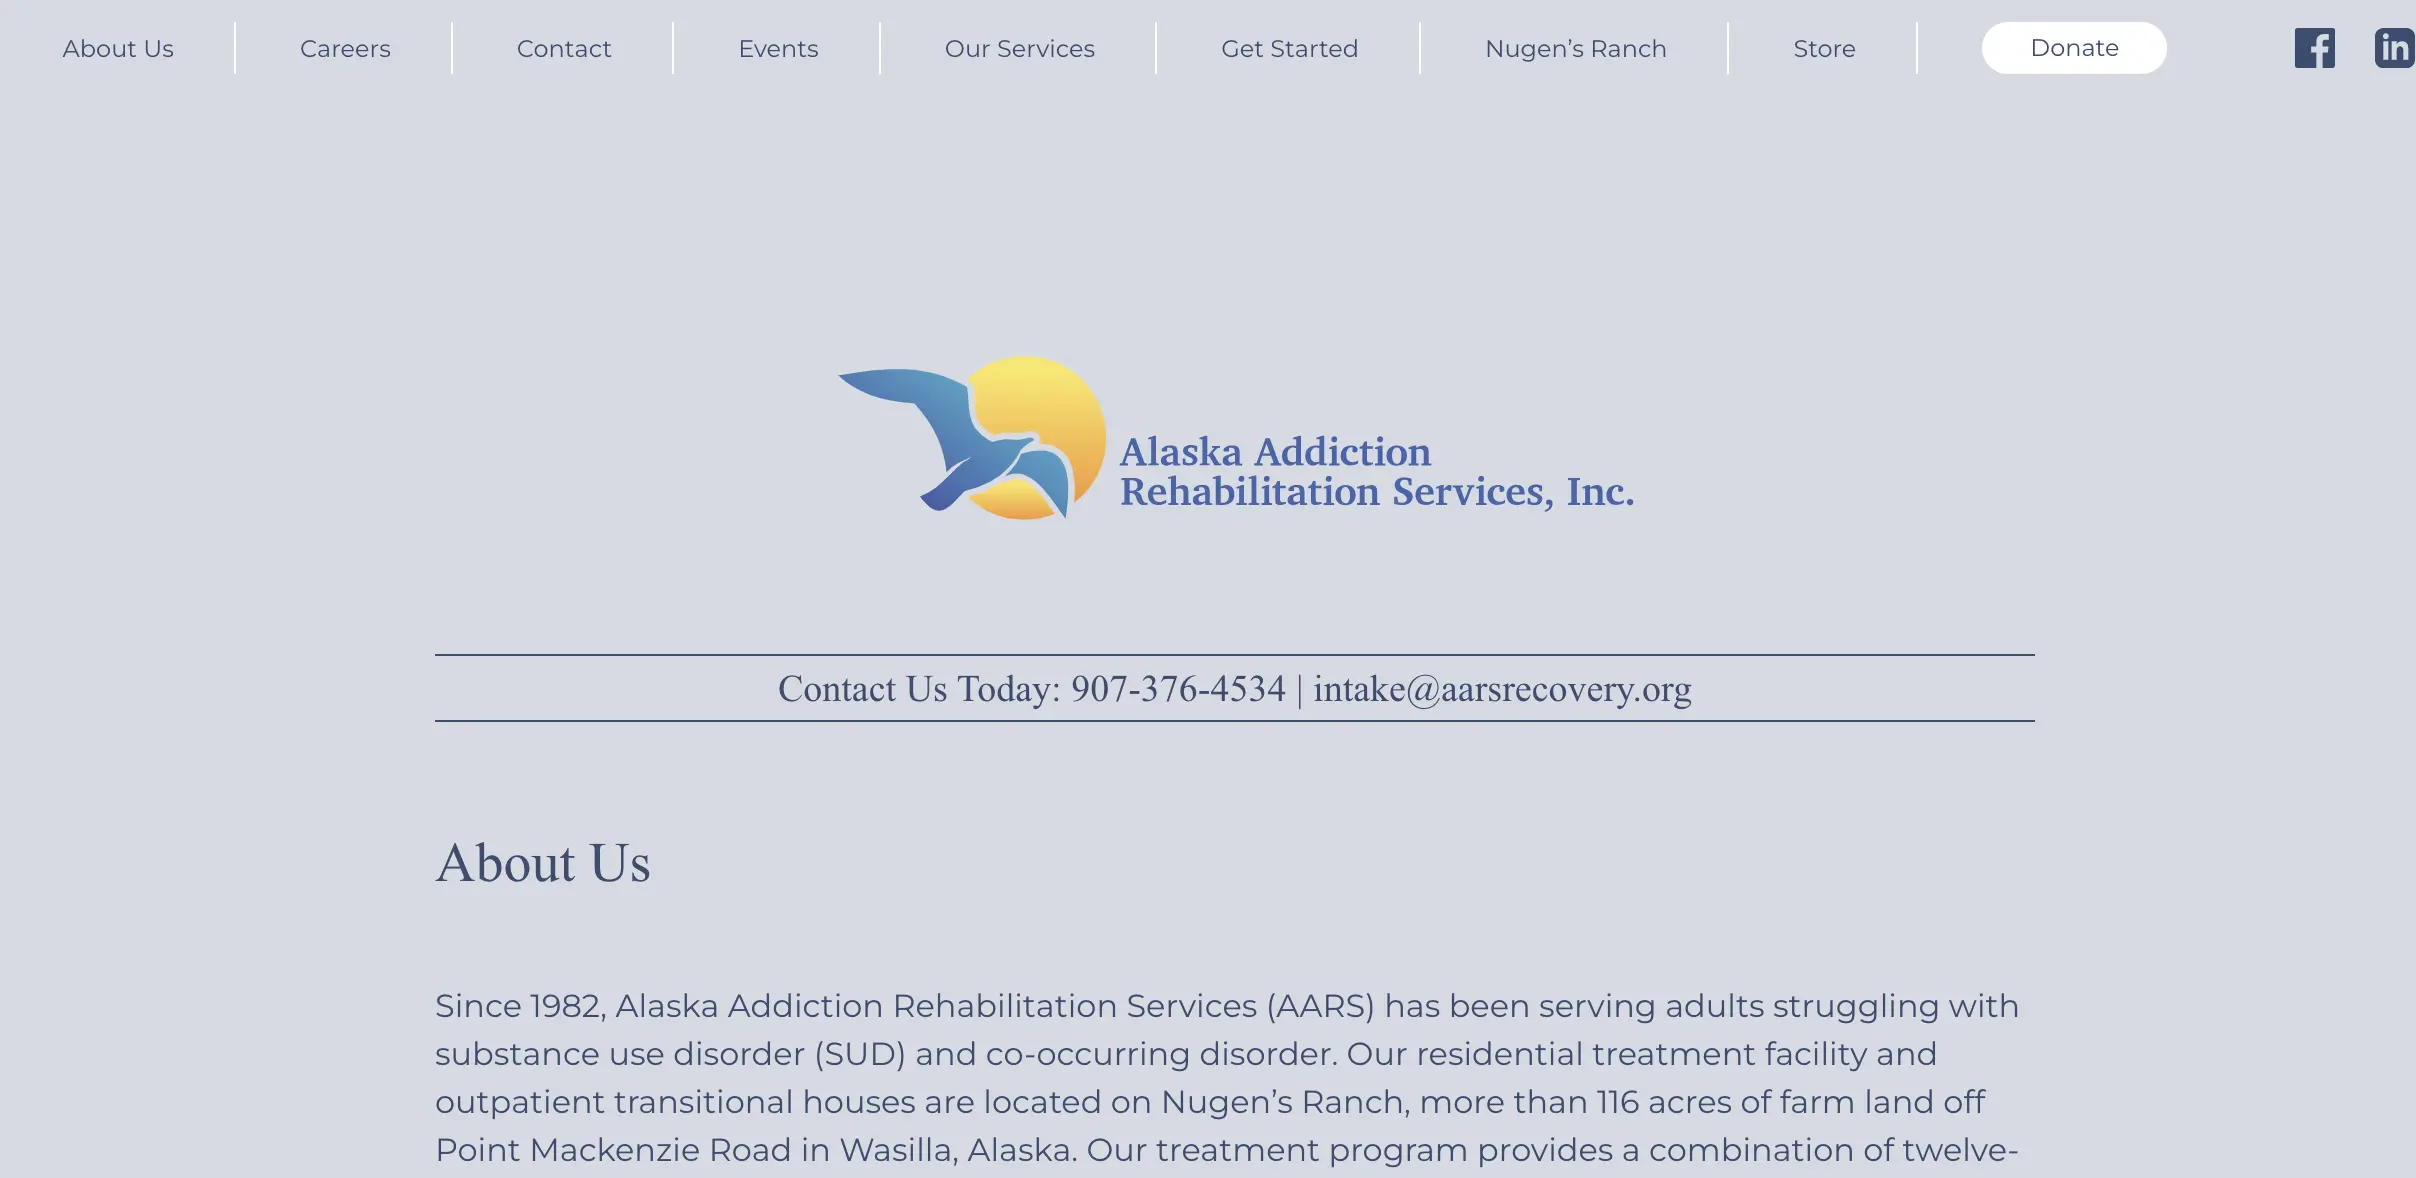 About Us
Careers
Contact
Events
Our Services
Get Started
Nugen’s Ranch
Store
Donate
Alaska Addiction
Rehabilitation Services, Inc.
Contact Us Today: 907-376-4534 | intake@aarsrecovery.org
About Us
Since 1982, Alaska Addiction Rehabilitation Services (AARS) has been serving adults struggling with
substance use disorder (SUD) and co-occurring disorder. Our residential treatment facility and
outpatient transitional houses are located on Nugen’s Ranch, more than 116 acres of farm land off
Point Mackenzie Road in Wasilla, Alaska. Our treatment program provides a combination of twelve-